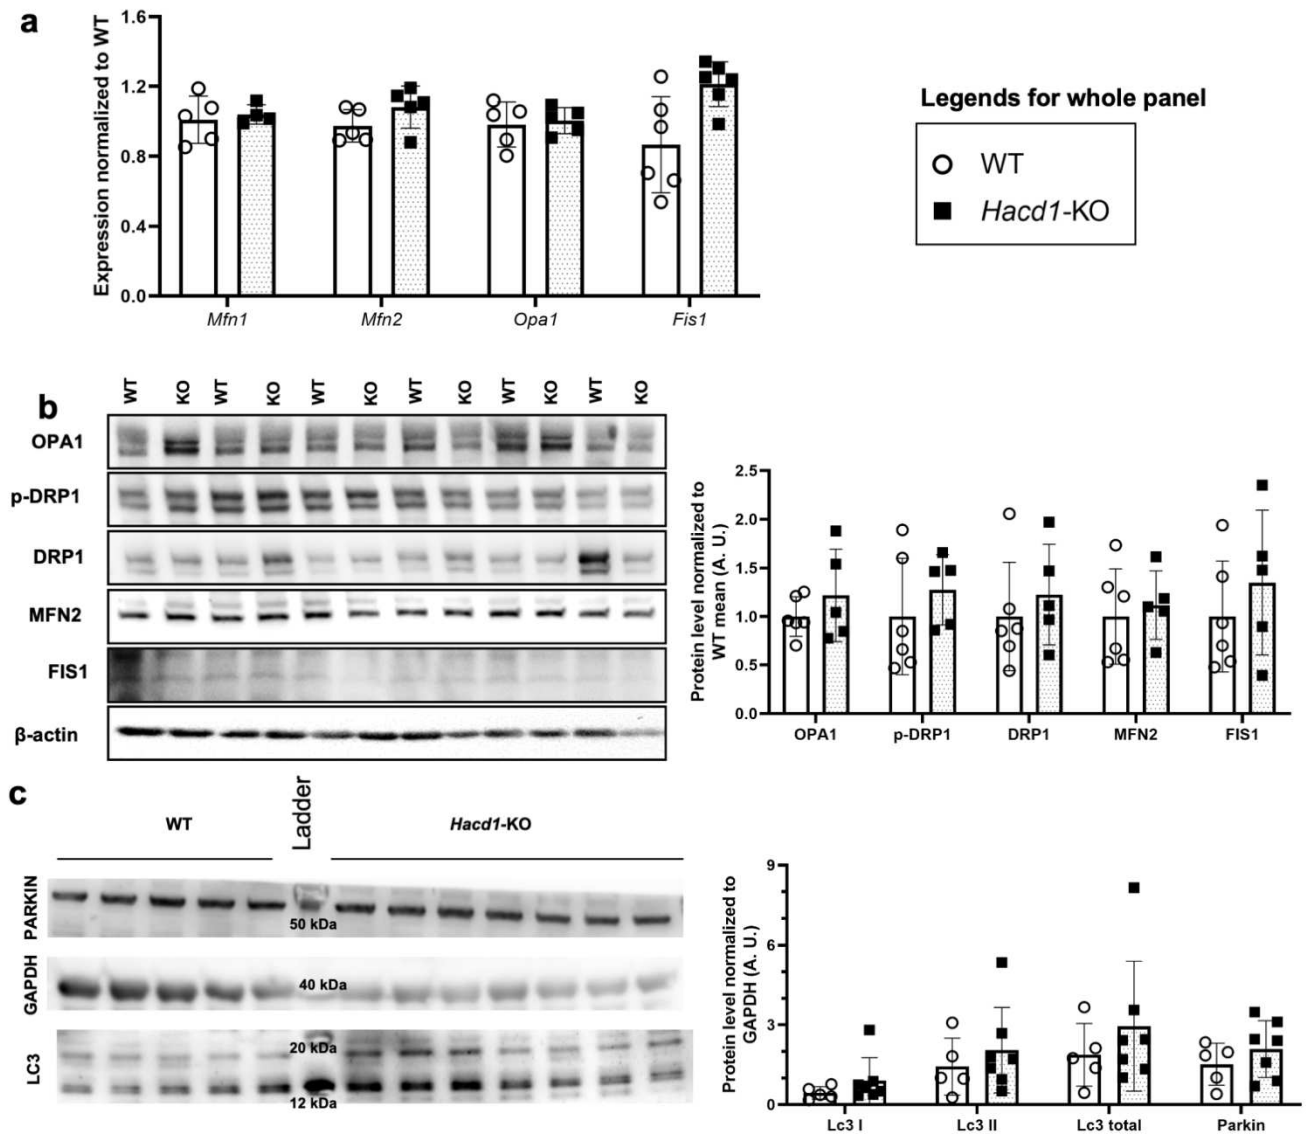 a
Expression normalized to WT
1.6
1.2
0.8
0.4
0.0
Mfn1 Mfn2 Opa1 Fis1
Legends for whole panel
WT
Hacd1-KO
b
WT KO WT KO WT KO WT KO WT KO WT KO
OPA1
p-DRP1
DRP1
MFN2
FIS1
β-actin
Protein level normalized to
WT mean (A. U.)
2.5
2.0
1.5
1.0
0.5
0.0
OPA1 p-DRP1 DRP1 MFN2 FIS1
c
WT Ladder Hacd1-KO
PARKIN
50 kDa
GAPDH
40 kDa
LC3
20 kDa
12 kDa
Protein level normalized to
GAPDH (A. U.)
9
6
3
0
Lc3 I Lc3 II Lc3 total Parkin